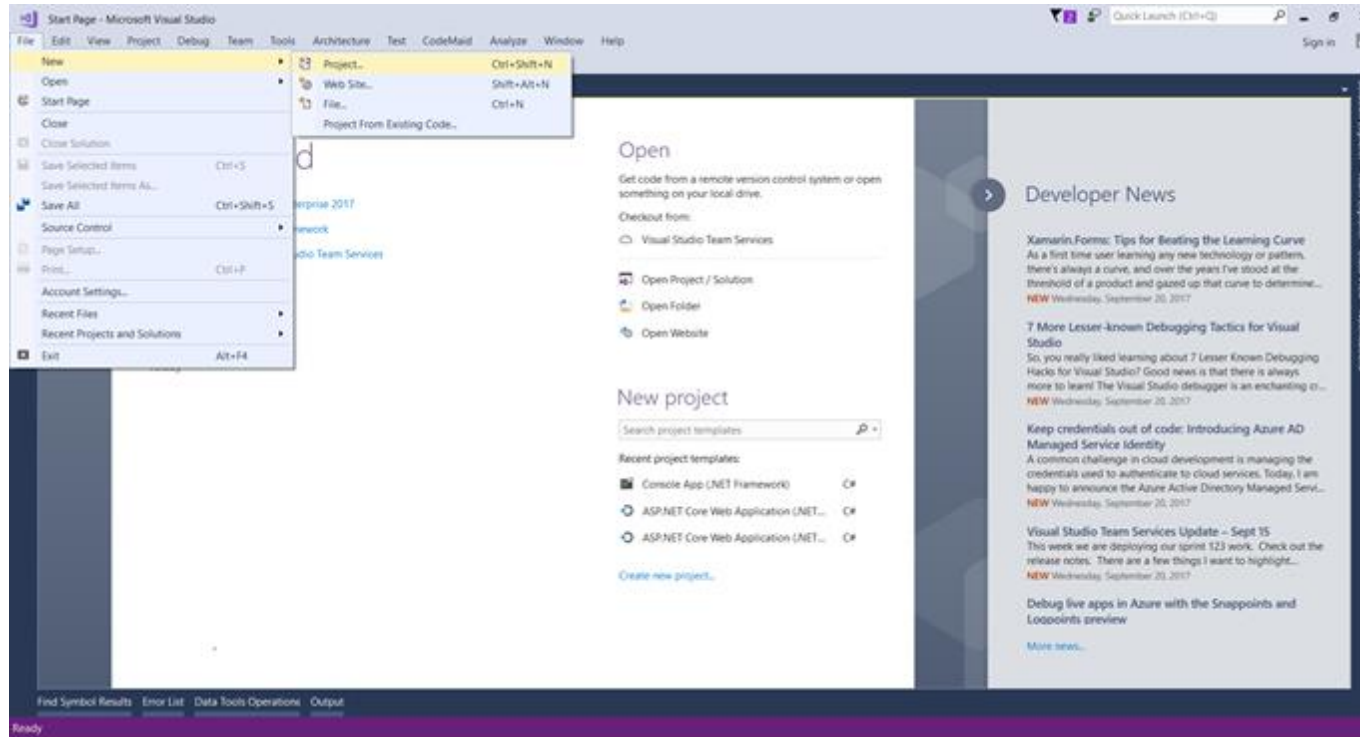 Start Page - Microsoft Visual Studio
2
Quick Launch (Ctrl+Q)
File Edit View Project Debug Team Tools Architecture Test CodeMaid Analyze Window Help
Sign in
New
Open
Start Page
Close
Close Solution
Save Selected Items Ctrl+S
Save Selected Items As...
Save All Ctrl+Shift+S
Source Control
Page Setup...
Print... Ctrl+P
Account Settings...
Recent Files
Recent Projects and Solutions
Exit Alt+F4
Project... Ctrl+Shift+N
Web Site... Shift+Alt+N
File... Ctrl+N
Project From Existing Code...
d
erprise 2017
ework
dio Team Services
Open
Get code from a remote version control system or open
something on your local drive.
Checkout from:
Visual Studio Team Services
Open Project / Solution
Open Folder
Open Website
New project
Search project templates
Recent project templates:
Console App (.NET Framework) C#
ASP.NET Core Web Application (.NET... C#
ASP.NET Core Web Application (.NET... C#
Create new project...
Developer News
Xamarin.Forms: Tips for Beating the Learning Curve
As a first time user learning any new technology or pattern,
there's always a curve, and over the years I've stood at the
threshold of a product and gazed up that curve to determine...
NEW Wednesday, September 20, 2017
7 More Lesser-known Debugging Tactics for Visual
Studio
So, you really liked learning about 7 Lesser Known Debugging
Hacks for Visual Studio? Good news is that there is always
more to learn! The Visual Studio debugger is an enchanting cr...
NEW Wednesday, September 20, 2017
Keep credentials out of code: Introducing Azure AD
Managed Service Identity
A common challenge in cloud development is managing the
credentials used to authenticate to cloud services. Today, I am
happy to announce the Azure Active Directory Managed Servi...
NEW Wednesday, September 20, 2017
Visual Studio Team Services Update – Sept 15
This week we are deploying our sprint 123 work. Check out the
release notes. There are a few things I want to highlight...
NEW Wednesday, September 20, 2017
Debug live apps in Azure with the Snappoints and
Logpoints preview
More news...
Find Symbol Results Error List Data Tools Operations Output
Ready